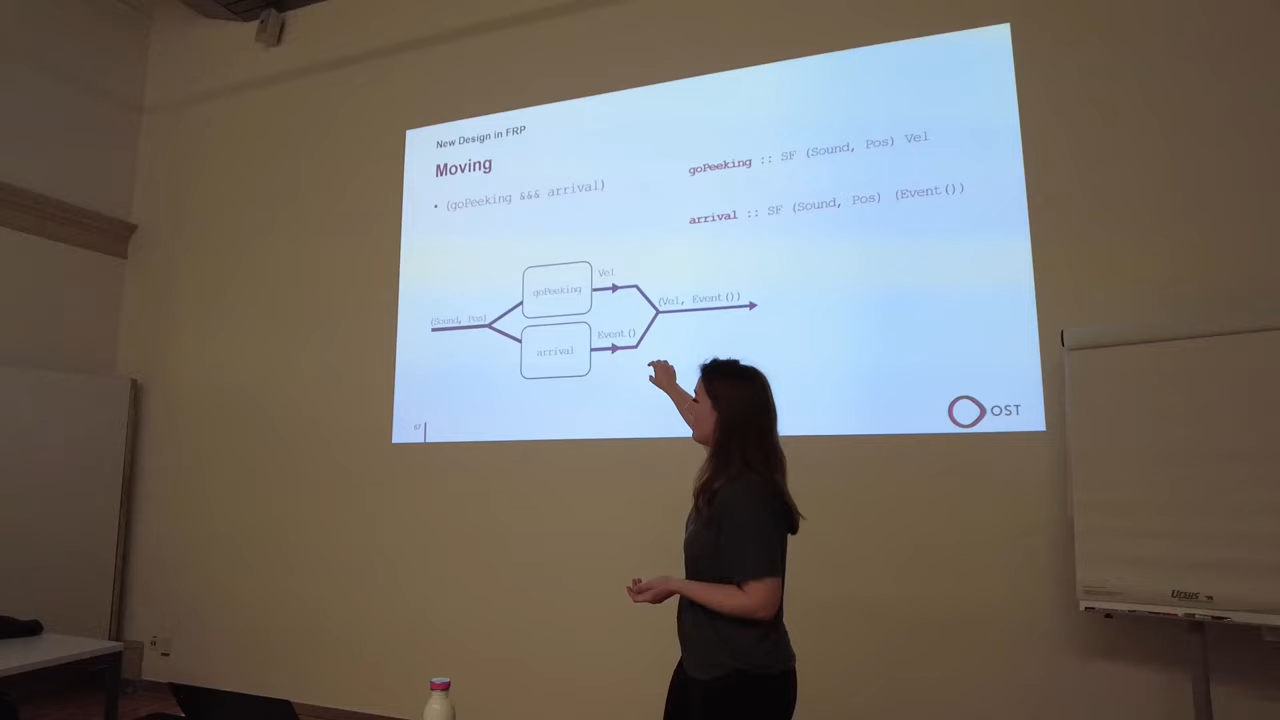 New Design in FRP
Moving
• (goPeeking &&& arrival)
goPeeking :: SF (Sound, Pos) Vel
arrival :: SF (Sound, Pos) (Event())
(Sound, Pos)
goPeeking
Vel
arrival
Event()
(Vel, Event())
67
OST